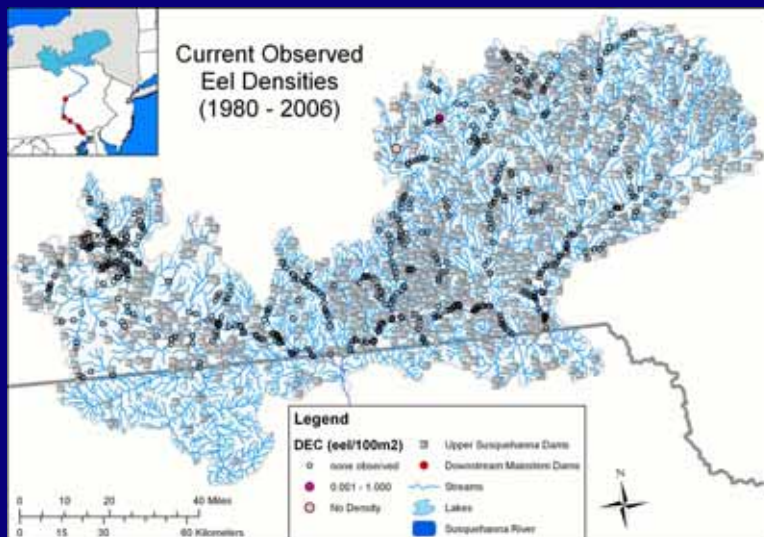 Current Observed
Eel Densities
(1980 - 2006)
Legend
DEC (eel/100m2)
none observed
0.001 - 1.000
No Density
Upper Susquehanna Dams
Downstream Mainstem Dams
Streams
Lakes
Susquehanna River
0 10 20 40 Miles
0 15 30 60 Kilometers
N